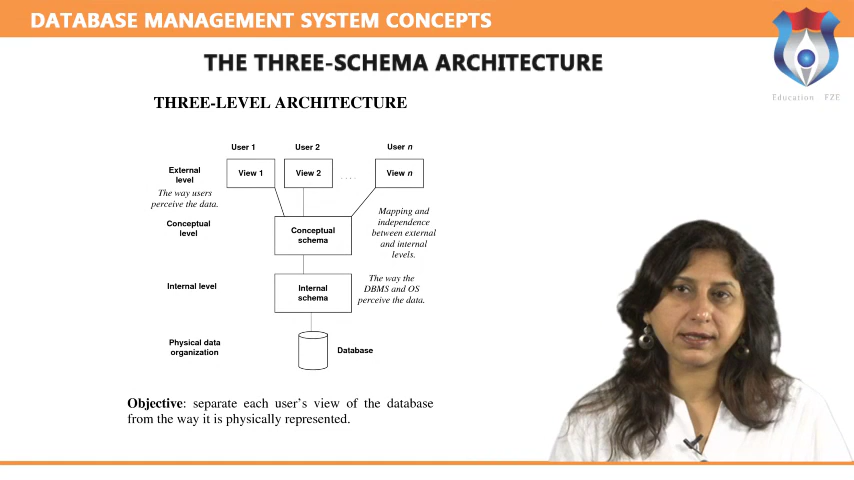 DATABASE MANAGEMENT SYSTEM CONCEPTS
THE THREE-SCHEMA ARCHITECTURE
Education FZE
THREE-LEVEL ARCHITECTURE
User 1
User 2
User n
External
level
View 1
View 2
. . . .
View n
The way users
perceive the data.
Conceptual
level
Conceptual
schema
Mapping and
independence
between external
and internal
levels.
Internal level
Internal
schema
The way the
DBMS and OS
perceive the data.
Physical data
organization
Database
Objective: separate each user's view of the database
from the way it is physically represented.